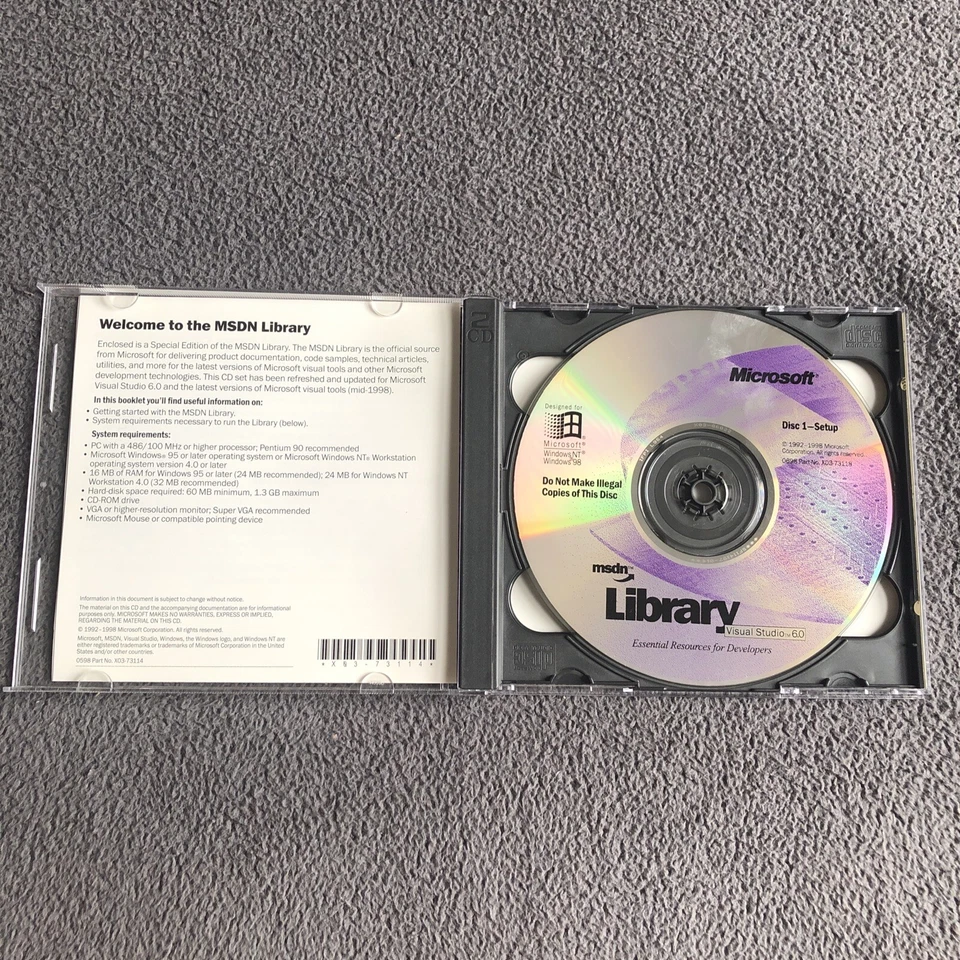 Welcome to the MSDN Library
Enclosed is a Special Edition of the MSDN Library. The MSDN Library is the official source
from Microsoft for delivering product documentation, code samples, technical articles,
utilities, and more for the latest versions of Microsoft visual tools and other Microsoft
development technologies. This CD set has been refreshed and updated for Microsoft
Visual Studio 6.0 and the latest versions of Microsoft visual tools (mid-1998).
In this booklet you'll find useful information on:
• Getting started with the MSDN Library.
• System requirements necessary to run the Library (below).
System requirements:
• PC with a 486/100 MHz or higher processor; Pentium 90 recommended
• Microsoft Windows® 95 or later operating system or Microsoft Windows NT® Workstation
operating system version 4.0 or later
• 16 MB of RAM for Windows 95 or later (24 MB recommended); 24 MB for Windows NT
Workstation 4.0 (32 MB recommended)
• Hard-disk space required: 60 MB minimum, 1.3 GB maximum
• CD-ROM drive
• VGA or higher-resolution monitor; Super VGA recommended
• Microsoft Mouse or compatible pointing device
Information in this document is subject to change without notice.
The material on this CD and the accompanying documentation are for informational
purposes only. MICROSOFT MAKES NO WARRANTIES, EXPRESS OR IMPLIED,
REGARDING THE MATERIAL ON THIS CD.
© 1992–1998 Microsoft Corporation. All rights reserved.
Microsoft, MSDN, Visual Studio, Windows, the Windows logo, and Windows NT are
either registered trademarks or trademarks of Microsoft Corporation in the United
States and/or other countries.
0598 Part No. X03-73114
*X03-73114*
2
CD
COMPACT
disc
Microsoft®
Designed for
Microsoft®
Windows NT®
Windows 98
Disc 1—Setup
© 1992-1998 Microsoft
Corporation. All rights reserved.
0598 Part No. X03-73118
Do Not Make Illegal
Copies of This Disc
msdn™
Library
Visual Studio™ 6.0
Essential Resources for Developers